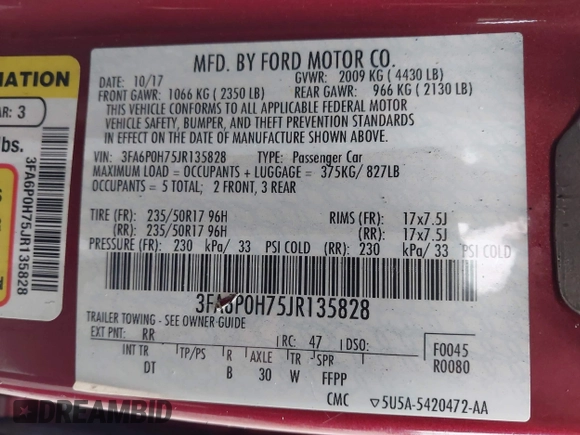 MFD. BY FORD MOTOR CO.
DATE: 10/17 GVWR: 2009 KG ( 4430 LB)
FRONT GAWR: 1066 KG ( 2350 LB) REAR GAWR: 966 KG ( 2130 LB)
THIS VEHICLE CONFORMS TO ALL APPLICABLE FEDERAL MOTOR
VEHICLE SAFETY, BUMPER, AND THEFT PREVENTION STANDARDS
IN EFFECT ON THE DATE OF MANUFACTURE SHOWN ABOVE.
VIN: 3FA6P0H75JR135828 TYPE: Passenger Car
MAXIMUM LOAD = OCCUPANTS + LUGGAGE = 375KG/ 827LB
OCCUPANTS = 5 TOTAL; 2 FRONT, 3 REAR
TIRE (FR): 235/50R17 96H RIMS (FR): 17x7.5J
(RR): 235/50R17 96H (RR): 17x7.5J
PRESSURE (FR): 230 kPa/ 33 PSI COLD (RR): 230 kPa/ 33 PSI COLD
3FA6P0H75JR135828
TRAILER TOWING - SEE OWNER GUIDE
EXT PNT: RR RC: 47 DSO:
INT TR TP/PS R AXLE TR SPR
DT B 30 W FFPP
F0045
R0080
CMC ▽5U5A-5420472-AA
MATION
AR: 3
lbs.
3FA6P0H75JR135828
DREAMBID